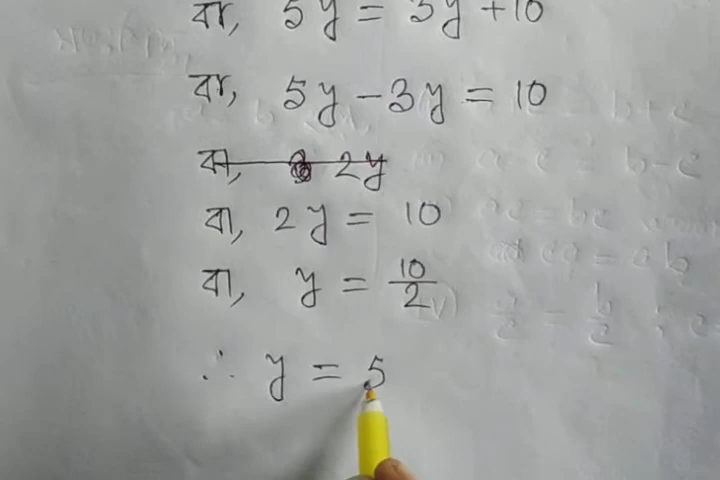 বা, 5y = 3y + 10
বা, 5y - 3y = 10
বা, 2y
বা, 2y = 10
বা, y = 10/2
∴ y = 5